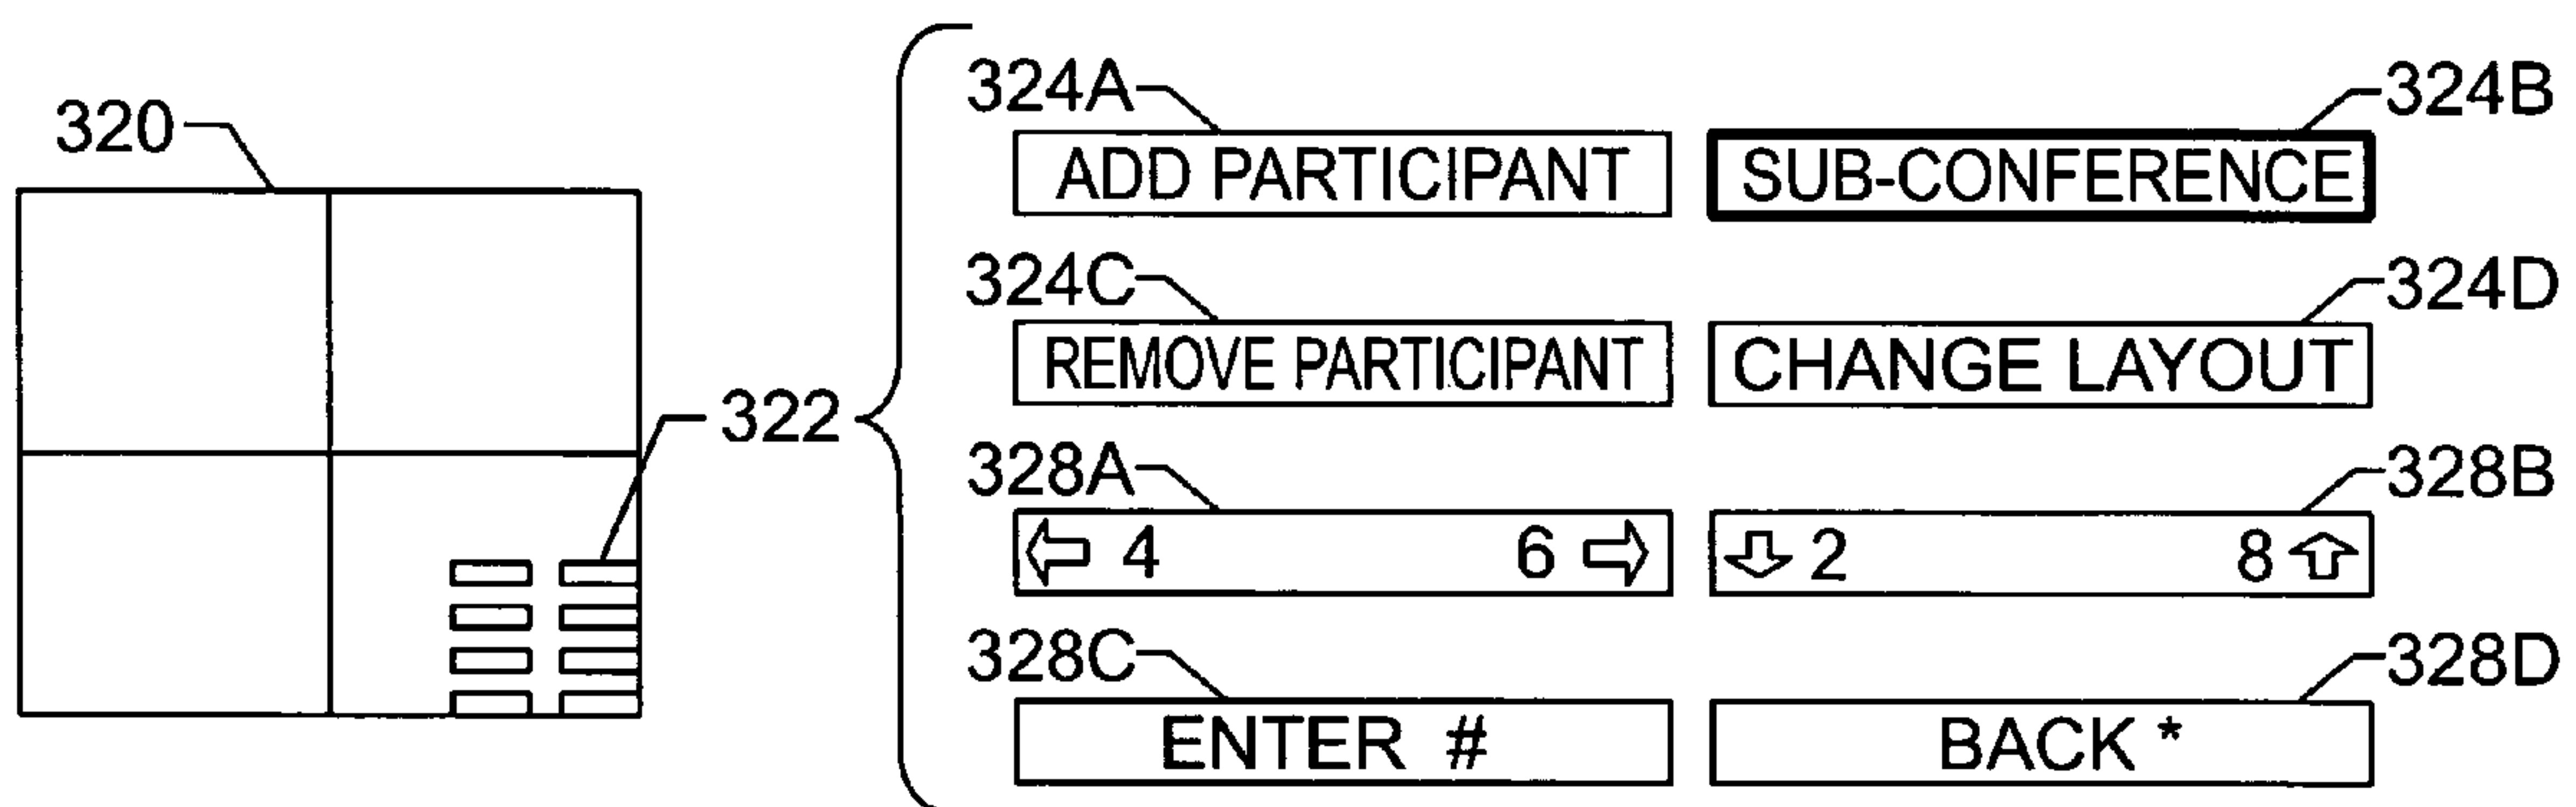 324A
324B
320
ADD PARTICIPANT
SUB-CONFERENCE
324C
324D
REMOVE PARTICIPANT
CHANGE LAYOUT
322
328A
328B
⇦ 4 6 ⇨
⇩ 2 8 ⇧
328C
328D
ENTER #
BACK *